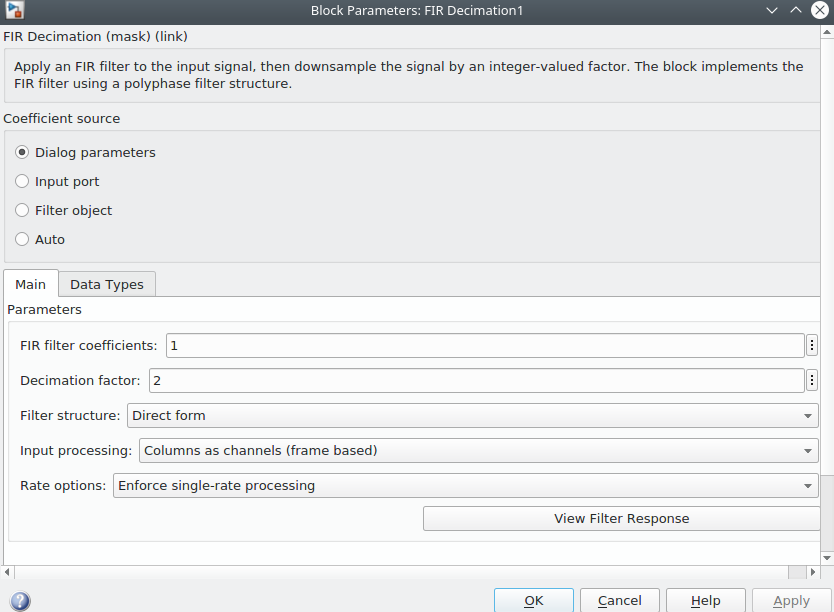 Block Parameters: FIR Decimation1
FIR Decimation (mask) (link)
Apply an FIR filter to the input signal, then downsample the signal by an integer-valued factor. The block implements the
FIR filter using a polyphase filter structure.
Coefficient source
Dialog parameters
Input port
Filter object
Auto
Main Data Types
Parameters
FIR filter coefficients: 1
Decimation factor: 2
Filter structure: Direct form
Input processing: Columns as channels (frame based)
Rate options: Enforce single-rate processing
View Filter Response
? OK Cancel Help Apply